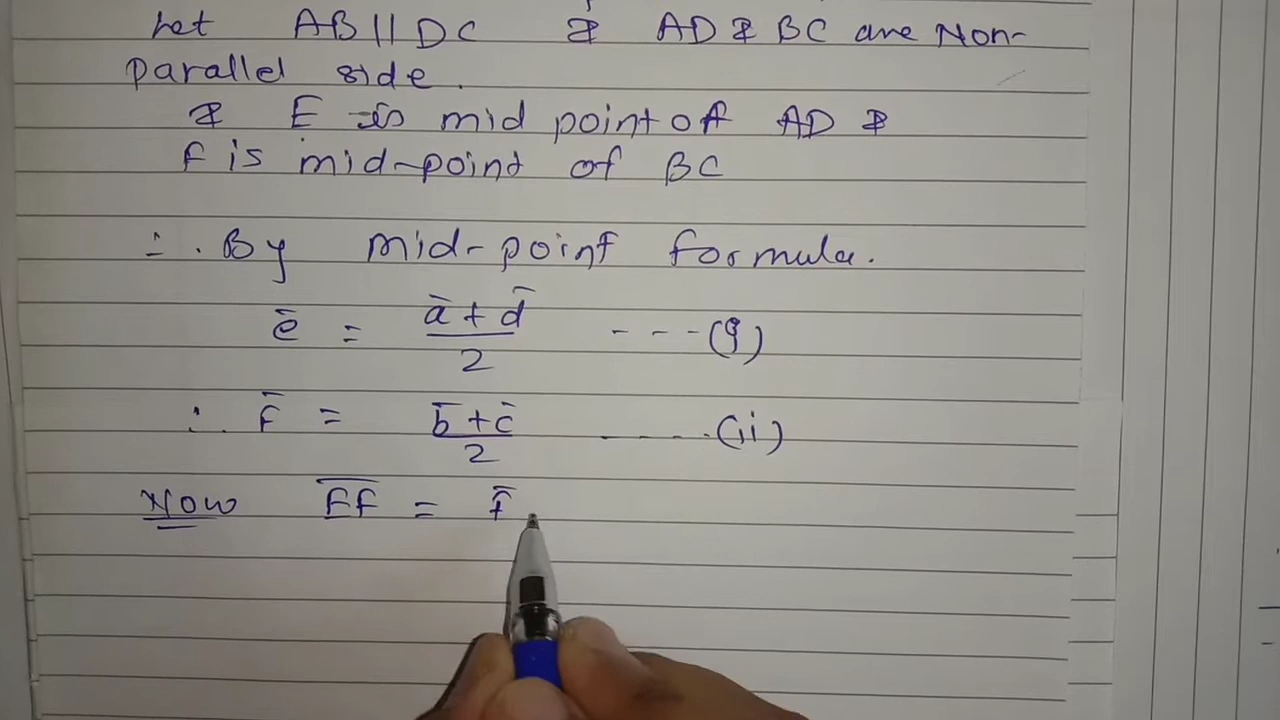 Let AB || DC & AD & BC are Non-
parallel side.
& E is mid point of AD &
F is mid-point of BC
∴ By mid-point formula.
ē = (ā + d̄)/2 - - - - (i)
∴ f̄ = (b̄ + c̄)/2 - - - - . (ii)
Now E̅F̅ = f̄